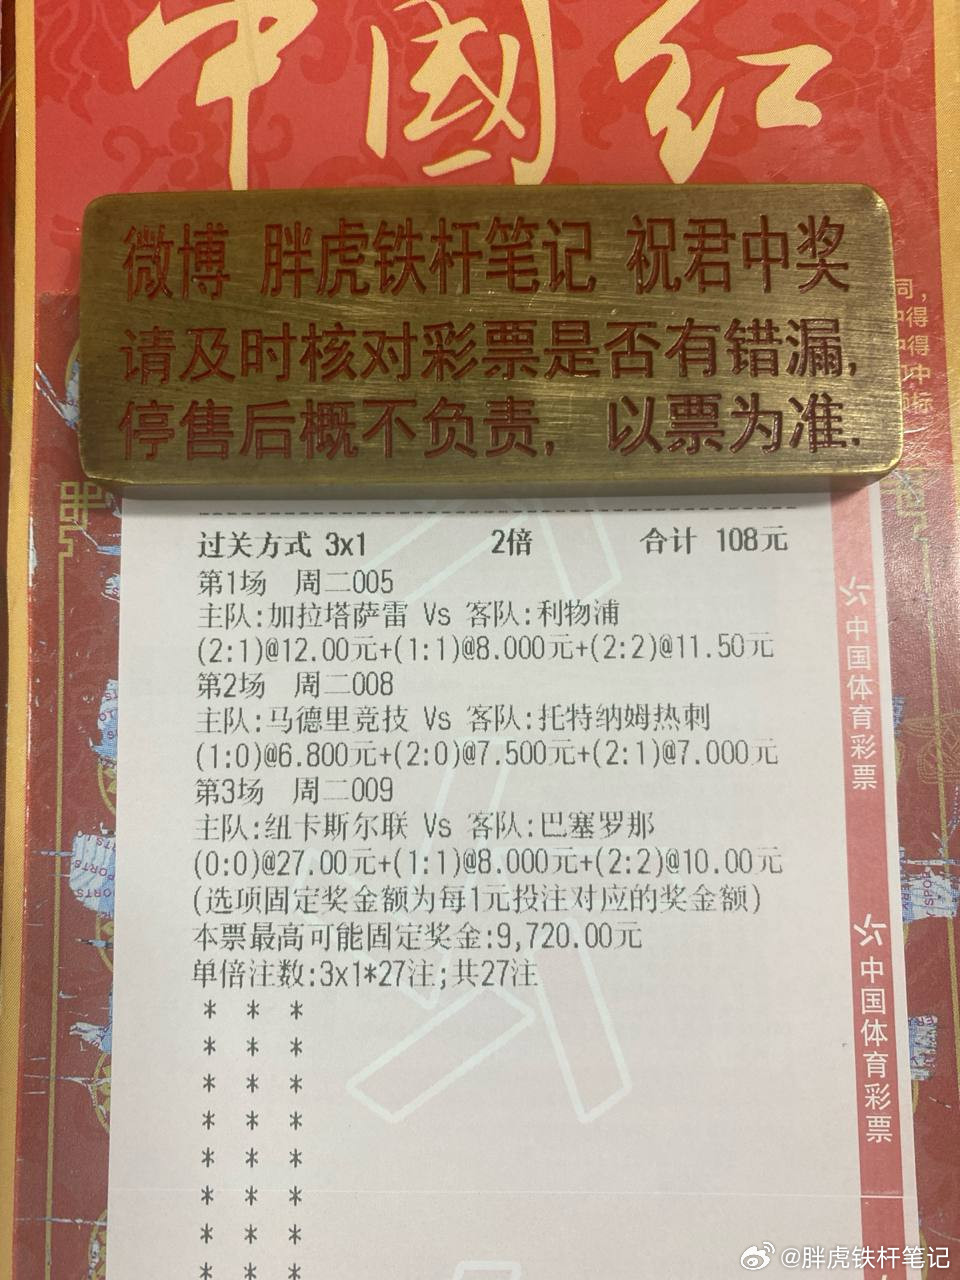 中国红
微博 胖虎铁杆笔记 祝君中奖
请及时核对彩票是否有错漏,
停售后概不负责, 以票为准.
过关方式 3x1 2倍 合计 108元
第1场 周二005
主队:加拉塔萨雷 Vs 客队:利物浦
(2:1)@12.00元+(1:1)@8.000元+(2:2)@11.50元
第2场 周二008
主队:马德里竞技 Vs 客队:托特纳姆热刺
(1:0)@6.800元+(2:0)@7.500元+(2:1)@7.000元
第3场 周二009
主队:纽卡斯尔联 Vs 客队:巴塞罗那
(0:0)@27.00元+(1:1)@8.000元+(2:2)@10.00元
(选项固定奖金额为每1元投注对应的奖金额)
本票最高可能固定奖金:9,720.00元
单倍注数:3x1*27注;共27注
* * *
* * *
* * *
* * *
* * *
* * *
* * *
* * *
中国体育彩票
中国体育彩票
@胖虎铁杆笔记